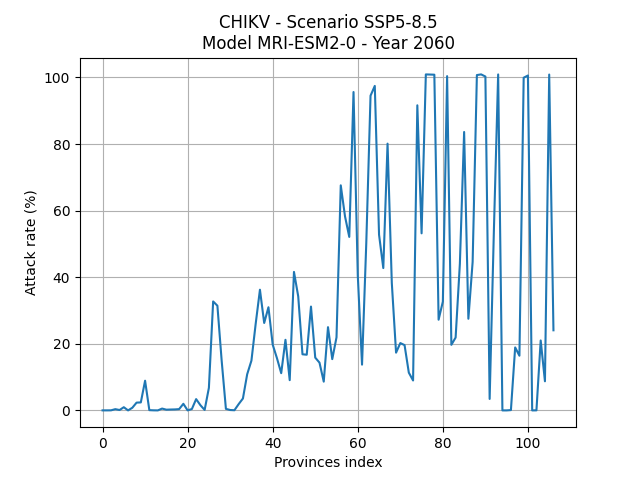 CHIKV - Scenario SSP5-8.5
Model MRI-ESM2-0 - Year 2060
Attack rate (%)
100
80
60
40
20
0
0 20 40 60 80 100
Provinces index